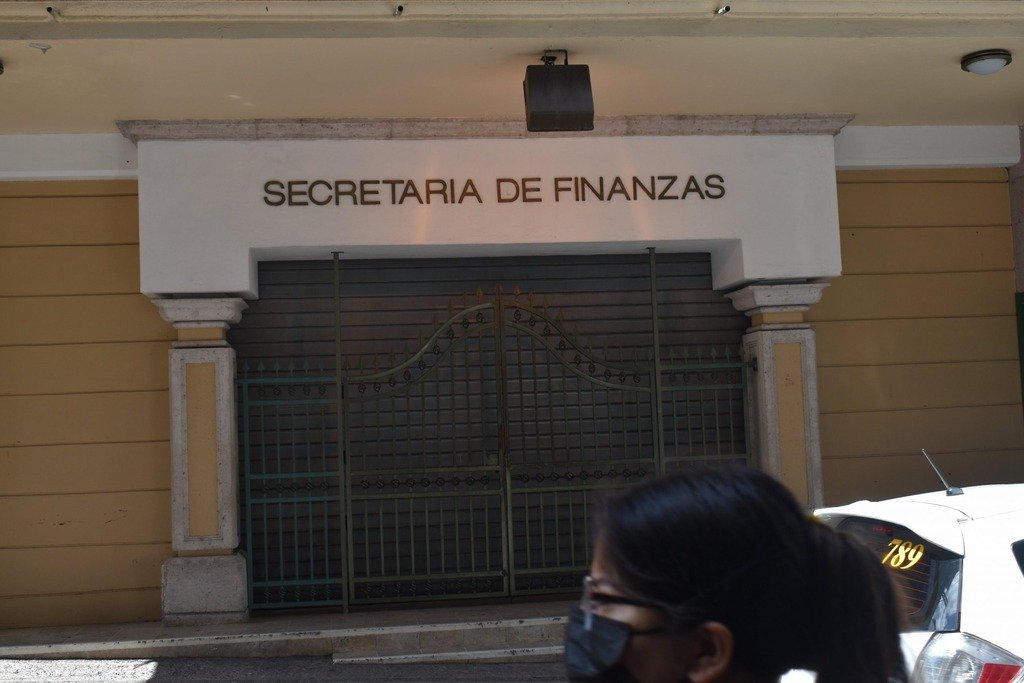 SECRETARIA DE FINANZAS
789